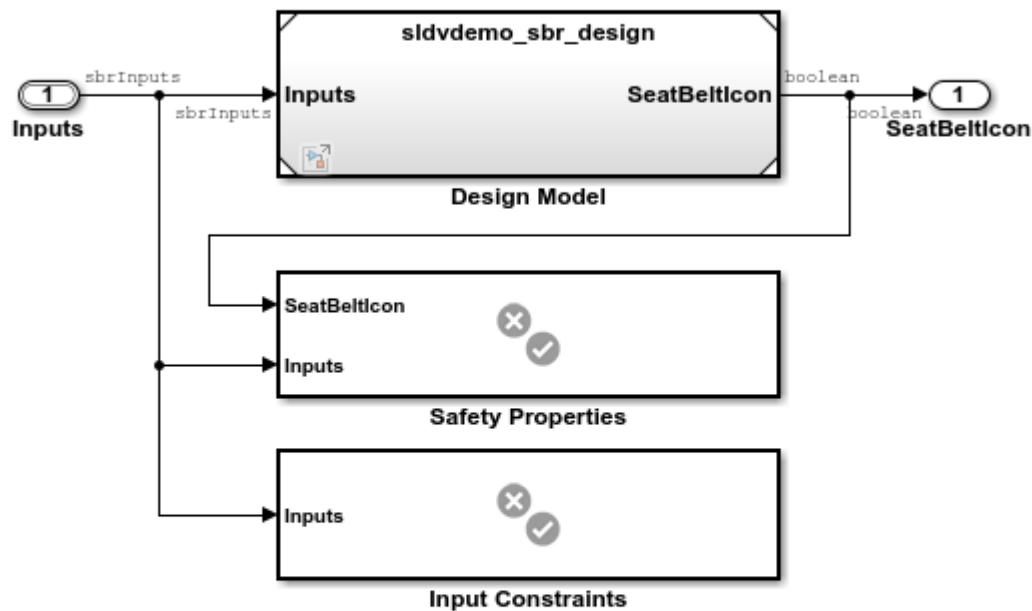 sldvdemo_sbr_design
sbrInputs
1
Inputs
sbrInputs
Inputs
SeatBeltIcon
boolean
boolean
1
SeatBeltIcon
Design Model
SeatBeltIcon
Inputs
Safety Properties
Inputs
Input Constraints